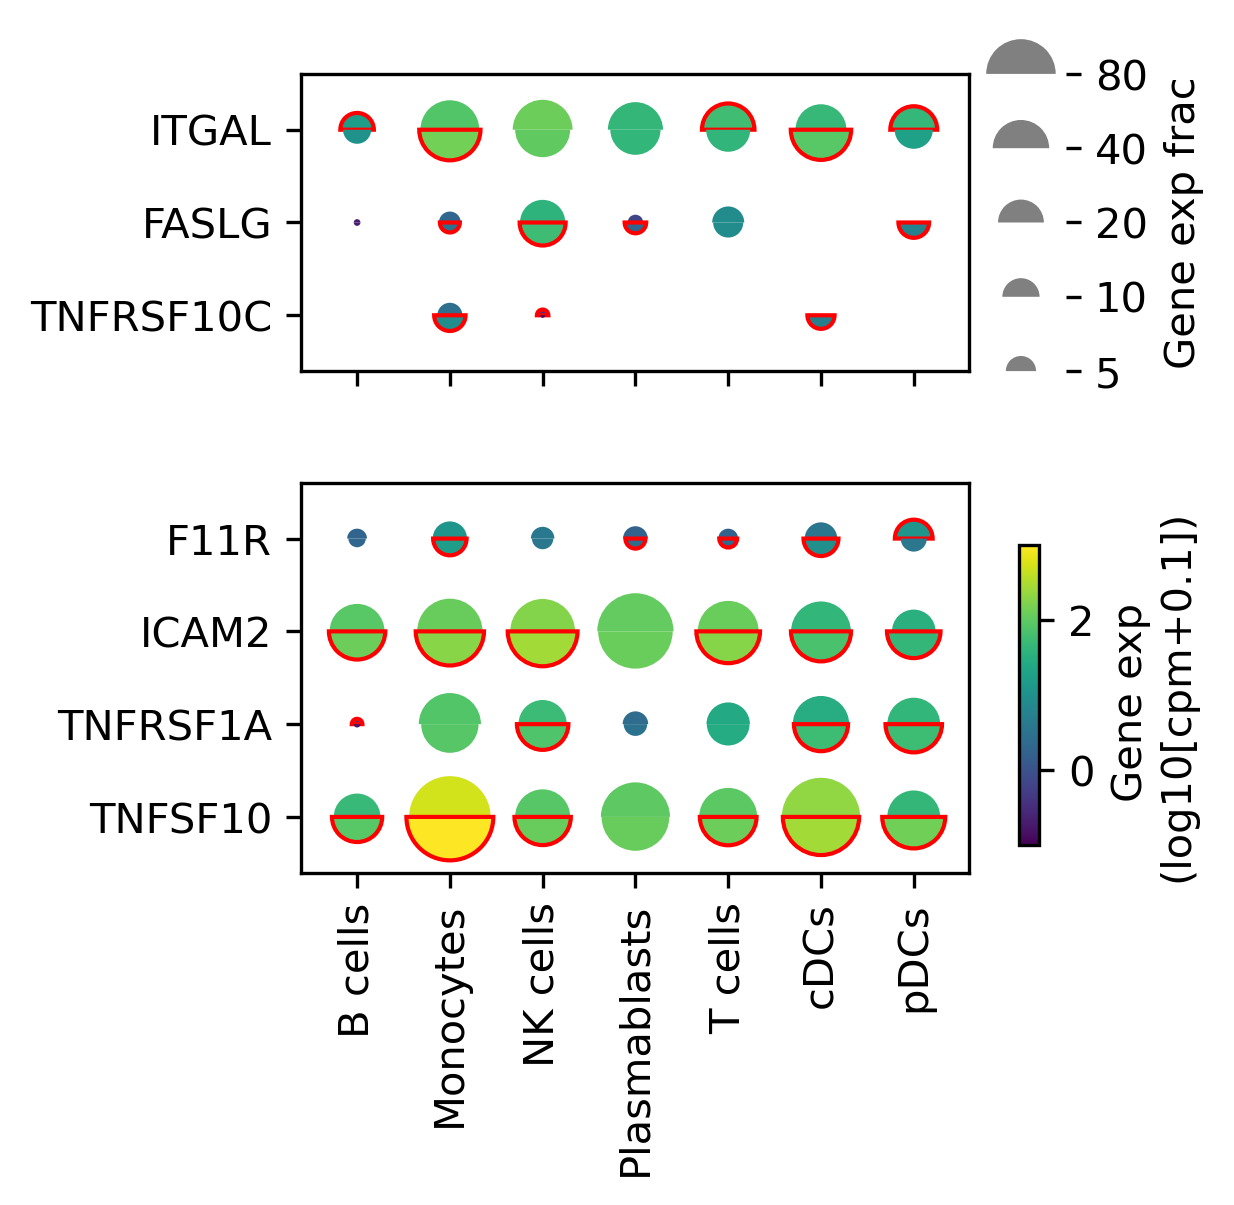 ITGAL
FASLG
TNFRSF10C
80
40
20
10
5
Gene exp frac
F11R
ICAM2
TNFRSF1A
TNFSF10
2
0
Gene exp
(log10[cpm+0.1])
B cells
Monocytes
NK cells
Plasmablasts
T cells
cDCs
pDCs